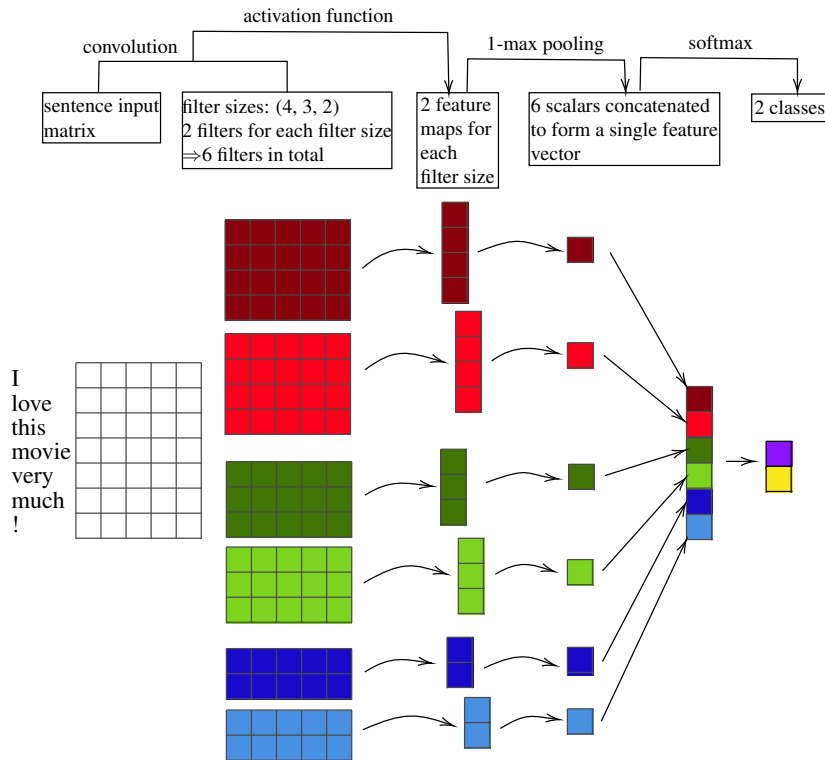 activation function
convolution
1-max pooling
softmax
sentence input
matrix
filter sizes: (4, 3, 2)
2 filters for each filter size
⇒6 filters in total
2 feature
maps for
each
filter size
6 scalars concatenated
to form a single feature
vector
2 classes
I
love
this
movie
very
much
!